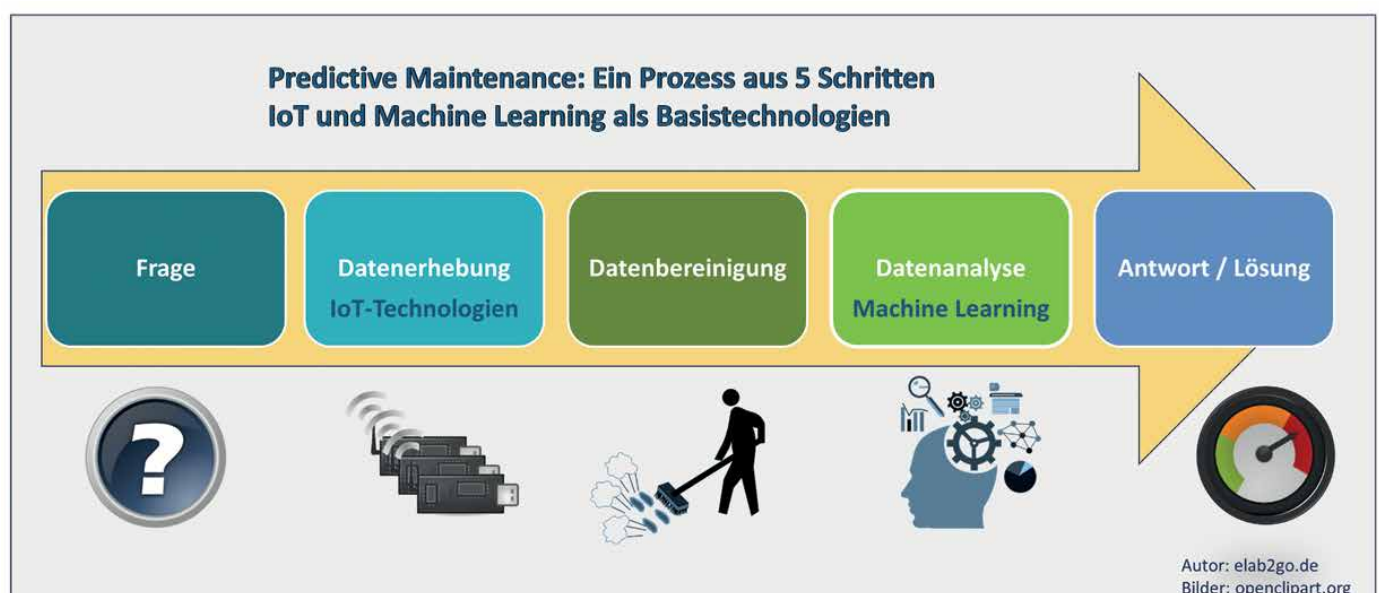 Predictive Maintenance: Ein Prozess aus 5 Schritten
IoT und Machine Learning als Basistechnologien
Frage
Datenerhebung
IoT-Technologien
Datenbereinigung
Datenanalyse
Machine Learning
Antwort / Lösung
?
Autor: elab2go.de
Bilder: openclipart.org